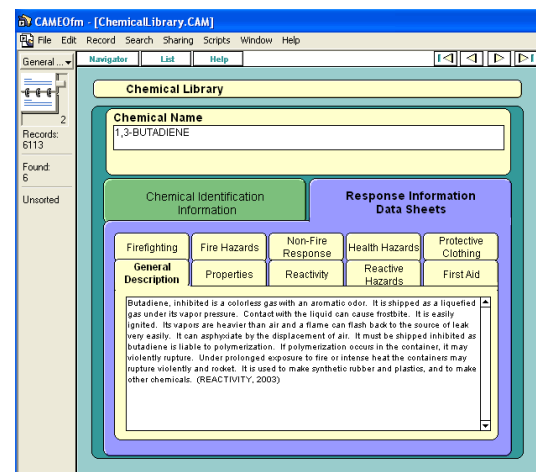 CAMEOfm - [ChemicalLibrary.CAM]
File Edit Record Search Sharing Scripts Window Help
General ...
Navigator List Help
2
Records:
6113
Found:
6
Unsorted
Chemical Library
Chemical Name
1,3-BUTADIENE
Chemical Identification
Information
Response Information
Data Sheets
Firefighting Fire Hazards Non-Fire
Response Health Hazards Protective
Clothing
General
Description Properties Reactivity Reactive
Hazards First Aid
Butadiene, inhibited is a colorless gas with an aromatic odor. It is shipped as a liquefied
gas under its vapor pressure. Contact with the liquid can cause frostbite. It is easily
ignited. Its vapors are heavier than air and a flame can flash back to the source of leak
very easily. It can asphyxiate by the displacement of air. It must be shipped inhibited as
butadiene is liable to polymerization. If polymerization occurs in the container, it may
violently rupture. Under prolonged exposure to fire or intense heat the containers may
rupture violently and rocket. It is used to make synthetic rubber and plastics, and to make
other chemicals. (REACTIVITY, 2003)